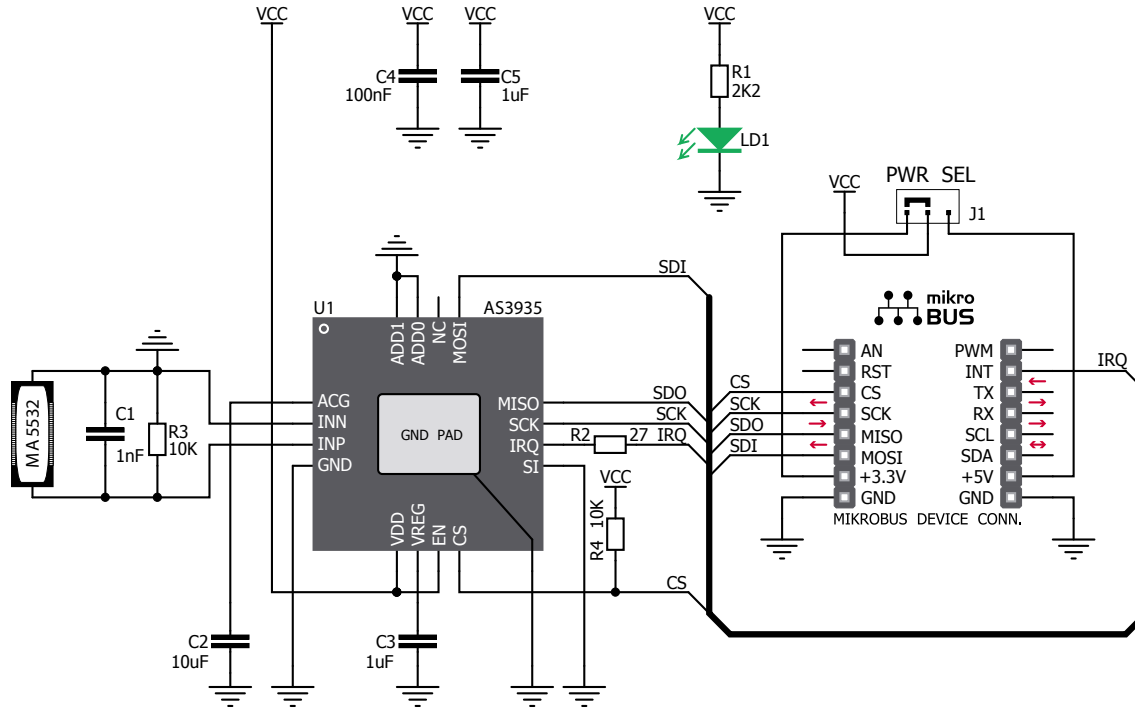 VCC
VCC
VCC
VCC
C4
100nF
C5
1uF
R1
2K2
LD1
PWR SEL
VCC
J1
SDI
U1
AS3935
mikro
BUS
ADD1
ADD0
NC
MOSI
AN
RST
CS
SCK
MISO
MOSI
+3.3V
GND
PWM
INT
TX
RX
SCL
SDA
+5V
GND
IRQ
MIKROBUS DEVICE CONN.
CS
SCK
SDO
SDI
MA5532
C1
1nF
R3
10K
ACG
INN
INP
GND
GND PAD
MISO
SCK
IRQ
SI
SDO
SCK
R2
27
IRQ
VCC
R4 10K
VDD
VREG
EN
CS
CS
C2
10uF
C3
1uF